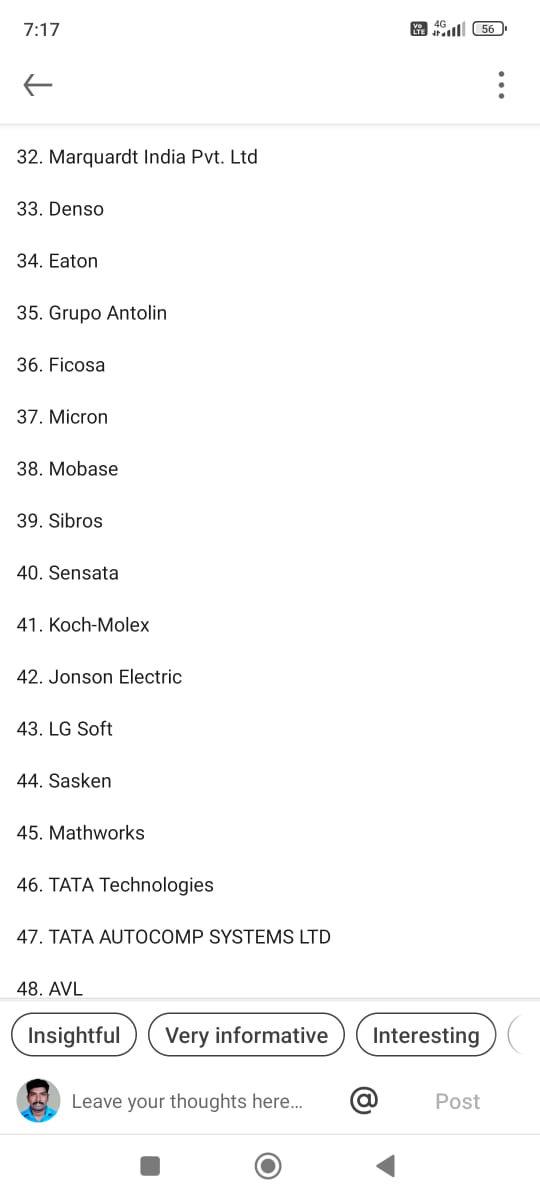 7:17
Vo LTE 4G 56
32. Marquardt India Pvt. Ltd
33. Denso
34. Eaton
35. Grupo Antolin
36. Ficosa
37. Micron
38. Mobase
39. Sibros
40. Sensata
41. Koch-Molex
42. Jonson Electric
43. LG Soft
44. Sasken
45. Mathworks
46. TATA Technologies
47. TATA AUTOCOMP SYSTEMS LTD
48. AVL
Insightful Very informative Interesting
Leave your thoughts here... @ Post